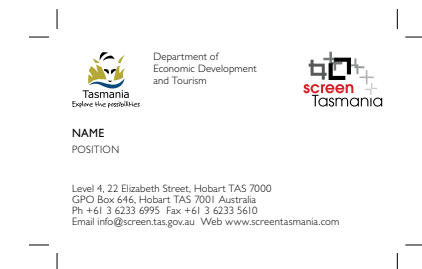 Department of
Economic Development
and Tourism
Tasmania
Explore the possibilities
screen
Tasmania
NAME
POSITION
Level 4, 22 Elizabeth Street, Hobart TAS 7000
GPO Box 646, Hobart TAS 7001 Australia
Ph +61 3 6233 6995 Fax +61 3 6233 5610
Email info@screen.tas.gov.au Web www.screentasmania.com